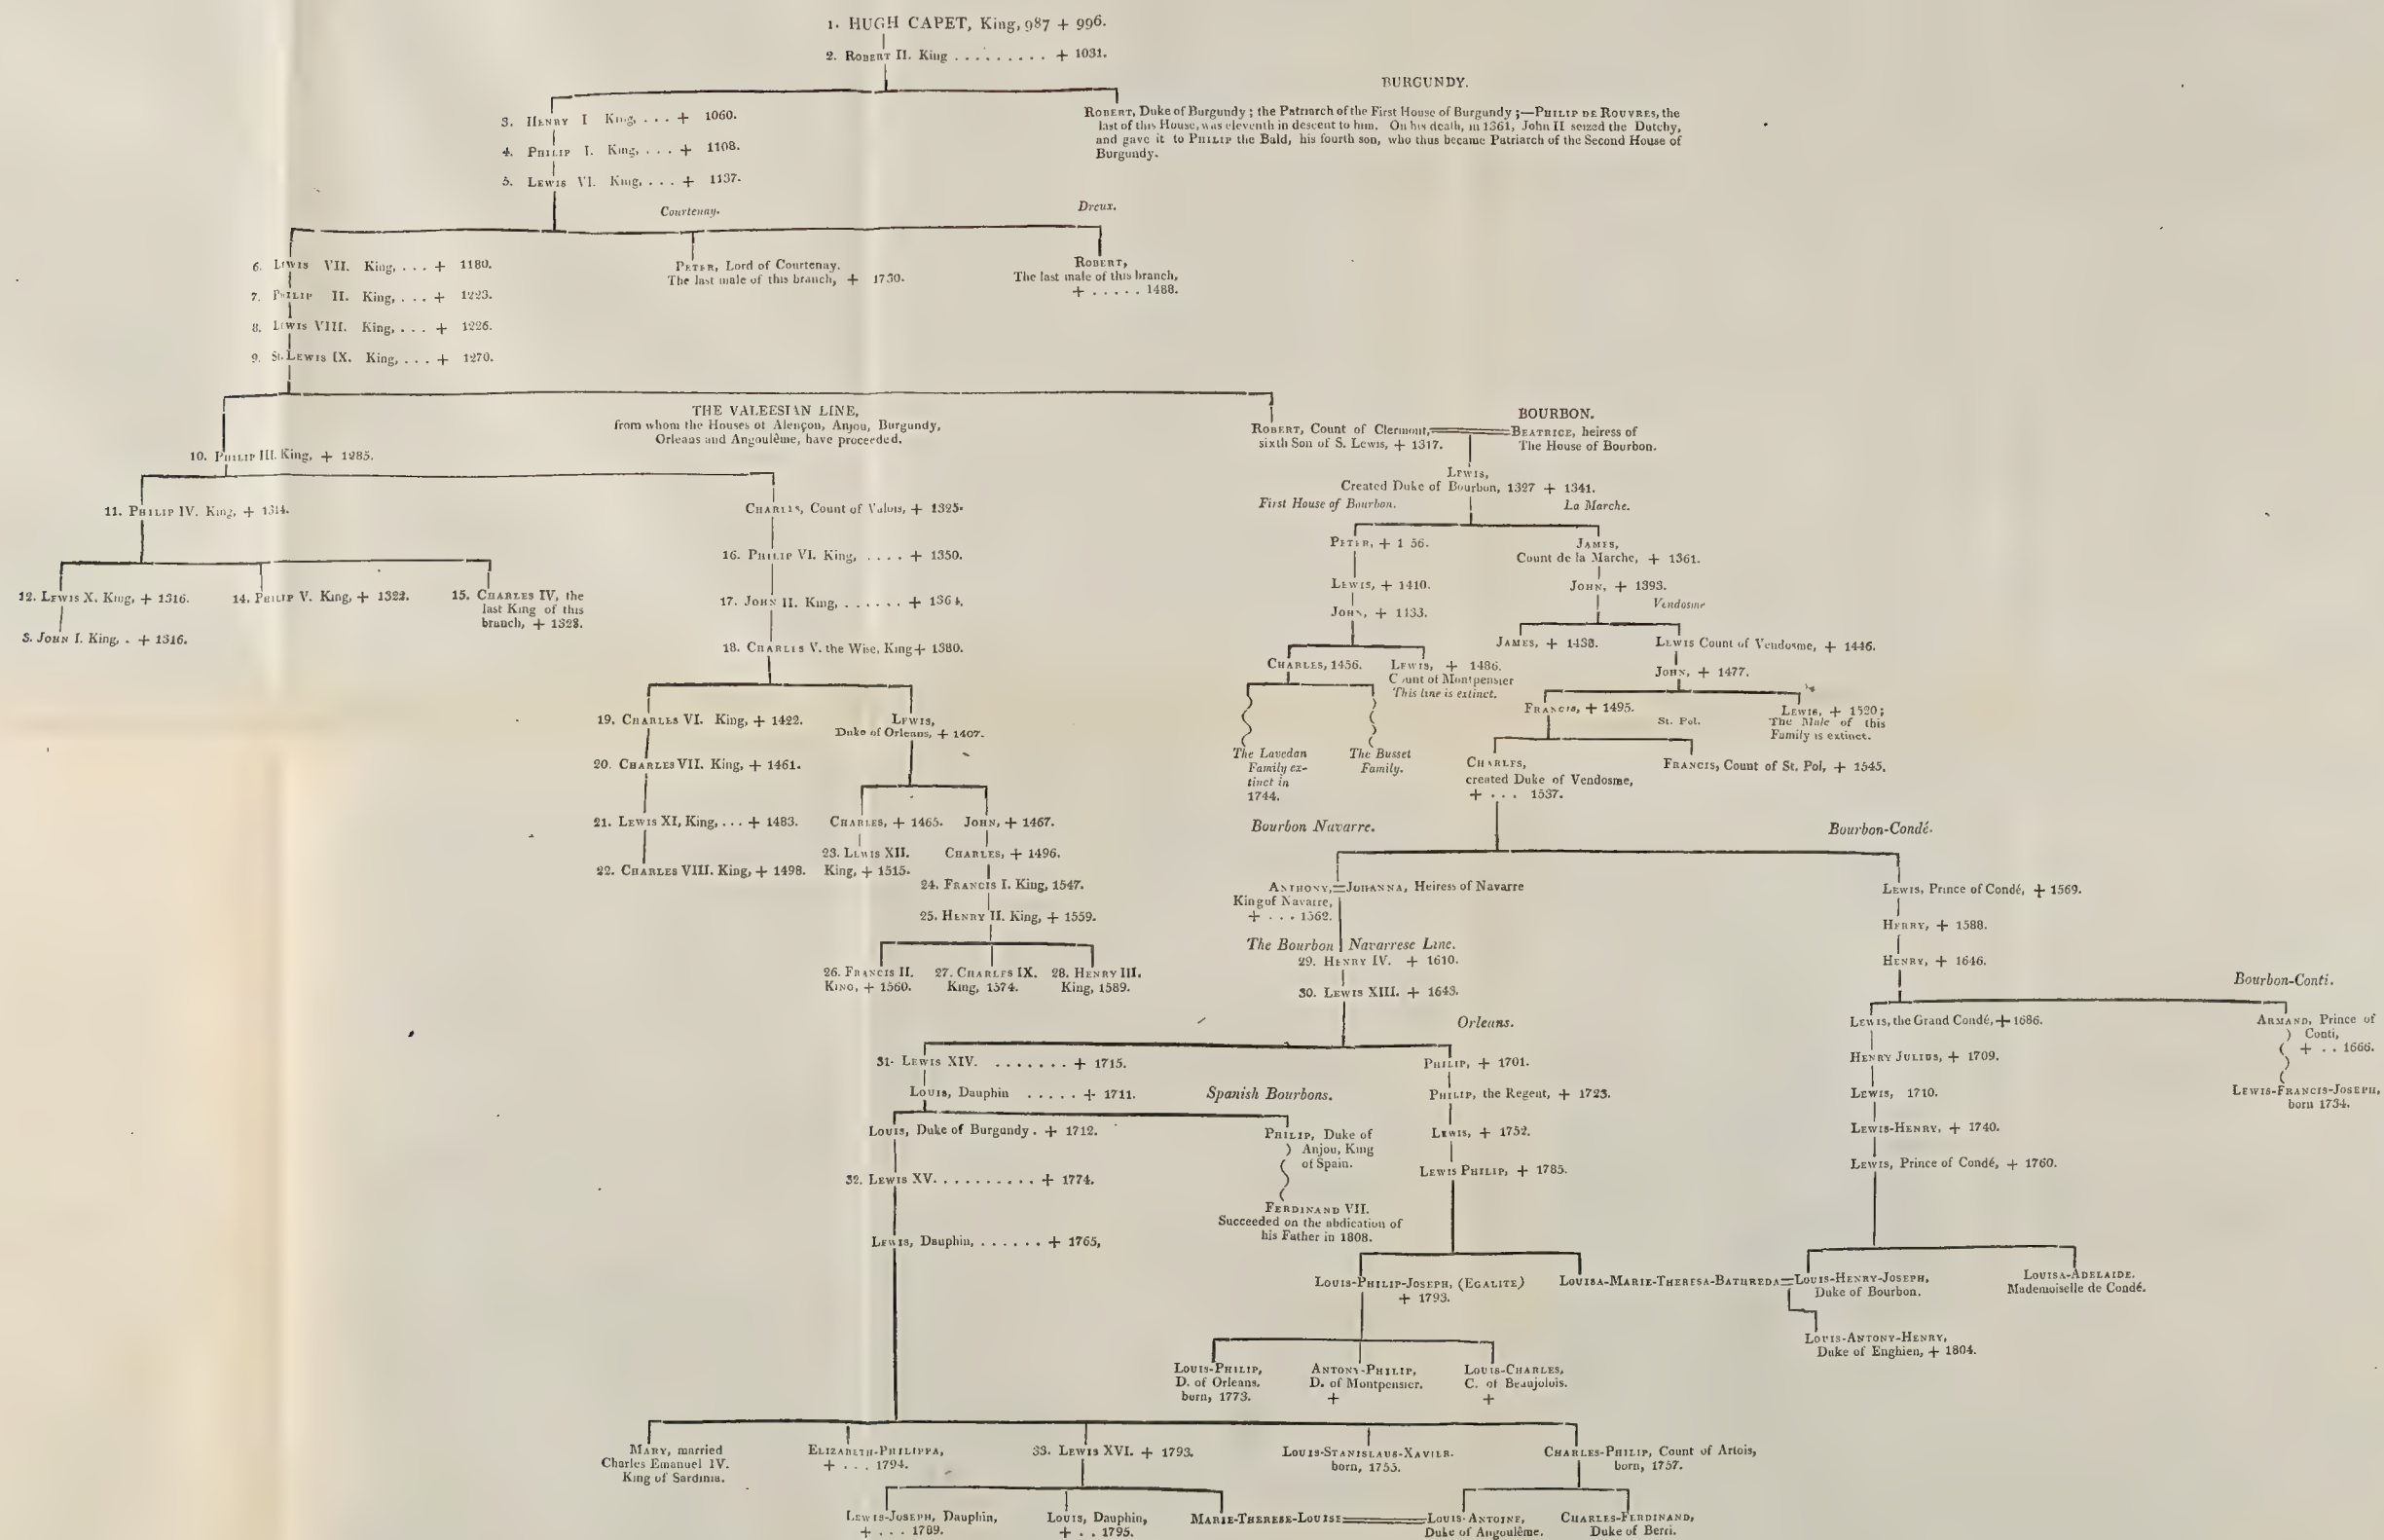 1. HUGH CAPET, King, 987 + 996.
2. ROBERT II. King . . . . . . . . . + 1031.
BURGUNDY.
ROBERT, Duke of Burgundy; the Patriarch of the First House of Burgundy;—PHILIP DE ROUVRES, the
last of this House, was eleventh in descent to him. On his death, in 1361, John II seized the Dutchy,
and gave it to PHILIP the Bald, his fourth son, who thus became Patriarch of the Second House of
Burgundy.
3. HENRY I King, . . . + 1060.
4. PHILIP I. King, . . . + 1108.
5. LEWIS VI. King, . . . + 1137.
Courtenay.
Dreux.
6. LEWIS VII. King, . . . + 1180.
7. PHILIP II. King, . . . + 1223.
8. LEWIS VIII. King, . . . + 1226.
9. St. LEWIS IX. King, . . . + 1270.
PETER, Lord of Courtenay.
The last male of this branch, + 1730.
ROBERT,
The last male of this branch,
+ . . . . . 1488.
THE VALEESIAN LINE,
from whom the Houses of Alençon, Anjou, Burgundy,
Orleans and Angoulême, have proceeded.
BOURBON.
ROBERT, Count of Clermont,
sixth Son of S. Lewis, + 1317.
BEATRICE, heiress of
The House of Bourbon.
10. PHILIP III. King, + 1285.
LEWIS,
Created Duke of Bourbon, 1327 + 1341.
First House of Bourbon.
La Marche.
11. PHILIP IV. King, + 1314.
CHARLES, Count of Valois, + 1325.
16. PHILIP VI. King, . . . . + 1350.
17. JOHN II. King, . . . . . . + 1364.
18. CHARLES V. the Wise, King + 1380.
12. LEWIS X. King, + 1316.
S. JOHN I. King, . + 1316.
14. PHILIP V. King, + 1322.
15. CHARLES IV, the
last King of this
branch, + 1328.
PETER, + 1 56.
LEWIS, + 1410.
JOHN, + 1433.
JAMES,
Count de la Marche, + 1361.
JOHN, + 1393.
Vendosme
JAMES, + 1438.
LEWIS Count of Vendosme, + 1446.
JOHN, + 1477.
CHARLES, 1456.
LEWIS, + 1486.
Count of Montpensier
This line is extinct.
FRANCIS, + 1495.
St. Pol.
LEWIS, + 1520;
The Male of this
Family is extinct.
19. CHARLES VI. King, + 1422.
20. CHARLES VII. King, + 1461.
21. LEWIS XI, King, . . . + 1483.
22. CHARLES VIII. King, + 1498.
LEWIS,
Duke of Orleans, + 1407.
The Lavedan
Family ex-
tinct in
1744.
The Busset
Family.
CHARLES,
created Duke of Vendosme,
+ . . . 1537.
FRANCIS, Count of St. Pol, + 1545.
CHARLES, + 1465.
23. LEWIS XII.
King, + 1515.
JOHN, + 1467.
CHARLES, + 1496.
24. FRANCIS I. King, 1547.
25. HENRY II. King, + 1559.
26. FRANCIS II.
KING, + 1560.
27. CHARLES IX.
King, 1574.
28. HENRY III.
King, 1589.
Bourbon Navarre.
Bourbon-Condé.
ANTHONY,
King of Navarre,
+ . . . 1562.
JOHANNA, Heiress of Navarre
The Bourbon Navarrese Line.
29. HENRY IV. + 1610.
30. LEWIS XIII. + 1643.
LEWIS, Prince of Condé, + 1569.
HENRY, + 1588.
HENRY, + 1646.
Bourbon-Conti.
Orleans.
31. LEWIS XIV. . . . . . . . + 1715.
LOUIS, Dauphin . . . . . + 1711.
Spanish Bourbons.
LOUIS, Duke of Burgundy . + 1712.
32. LEWIS XV. . . . . . . . . . + 1774.
LEWIS, Dauphin, . . . . . . + 1765,
PHILIP, Duke of
Anjou, King
of Spain.
FERDINAND VII.
Succeeded on the abdication of
his Father in 1808.
PHILIP, + 1701.
PHILIP, the Regent, + 1723.
LEWIS, + 1752.
LEWIS PHILIP, + 1785.
LEWIS, the Grand Condé, + 1686.
HENRY JULIUS, + 1709.
LEWIS, 1710.
LEWIS-HENRY, + 1740.
LEWIS, Prince of Condé, + 1760.
ARMAND, Prince of
Conti,
+ . . 1666.
LEWIS-FRANCIS-JOSEPH,
born 1734.
LOUIS-PHILIP-JOSEPH, (EGALITE)
+ 1793.
LOUISA-MARIE-THERESA-BATHREDA
LOUIS-HENRY-JOSEPH,
Duke of Bourbon.
LOUISA-ADELAIDE.
Mademoiselle de Condé.
LOUIS-ANTONY-HENRY,
Duke of Enghien, + 1804.
LOUIS-PHILIP,
D. of Orleans.
born, 1773.
ANTONY-PHILIP,
D. of Montpensier.
+
LOUIS-CHARLES,
C. of Beaujolois.
+
MARY, married
Charles Emanuel IV.
King of Sardinia.
ELIZABETH-PHILIPPA,
+ . . . 1794.
33. LEWIS XVI. + 1793.
LOUIS-STANISLAUS-XAVIER.
born, 1755.
CHARLES-PHILIP, Count of Artois,
born, 1757.
LEWIS-JOSEPH, Dauphin,
+ . . . 1789.
LOUIS, Dauphin,
+ . . 1795.
MARIE-THERESE-LOUISE
LOUIS-ANTOINE,
Duke of Angoulême.
CHARLES-FERDINAND,
Duke of Berri.